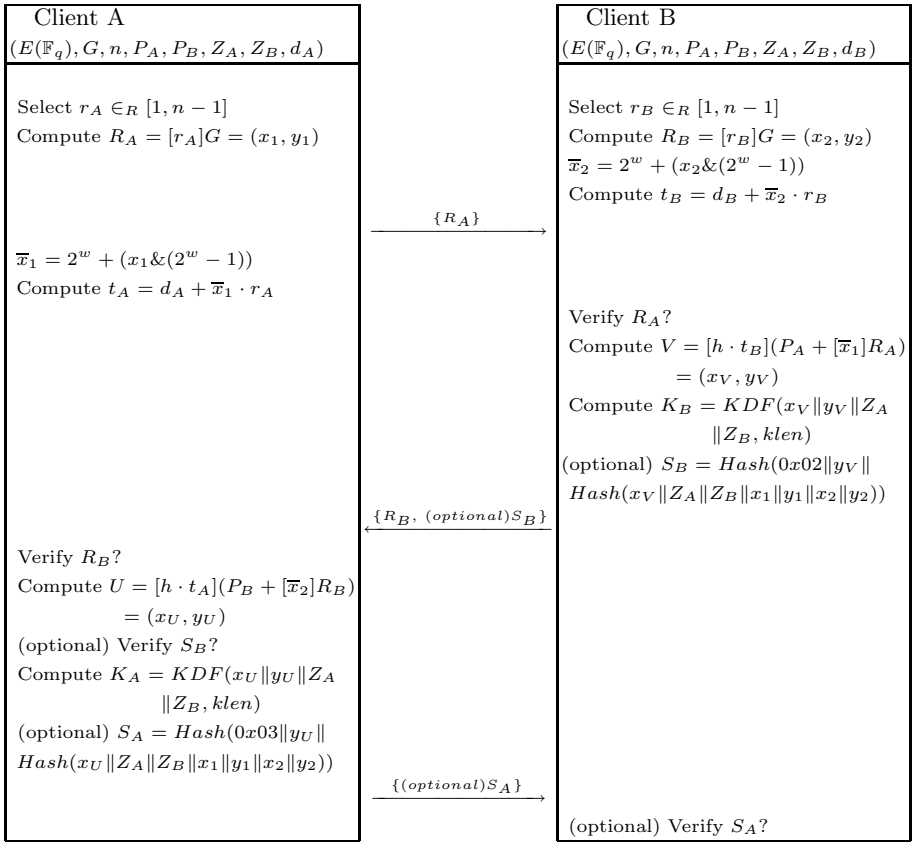 Client A
(E(𝔽_q), G, n, P_A, P_B, Z_A, Z_B, d_A)
Select r_A ∈_R [1, n − 1]
Compute R_A = [r_A]G = (x_1, y_1)
x̅_1 = 2^w + (x_1&(2^w − 1))
Compute t_A = d_A + x̅_1 · r_A
Verify R_B?
Compute U = [h · t_A](P_B + [x̅_2]R_B)
= (x_U, y_U)
(optional) Verify S_B?
Compute K_A = KDF(x_U‖y_U‖Z_A
‖Z_B, klen)
(optional) S_A = Hash(0x03‖y_U‖
Hash(x_U‖Z_A‖Z_B‖x_1‖y_1‖x_2‖y_2))
{R_A}
{R_B, (optional)S_B}
{(optional)S_A}
Client B
(E(𝔽_q), G, n, P_A, P_B, Z_A, Z_B, d_B)
Select r_B ∈_R [1, n − 1]
Compute R_B = [r_B]G = (x_2, y_2)
x̅_2 = 2^w + (x_2&(2^w − 1))
Compute t_B = d_B + x̅_2 · r_B
Verify R_A?
Compute V = [h · t_B](P_A + [x̅_1]R_A)
= (x_V, y_V)
Compute K_B = KDF(x_V‖y_V‖Z_A
‖Z_B, klen)
(optional) S_B = Hash(0x02‖y_V‖
Hash(x_V‖Z_A‖Z_B‖x_1‖y_1‖x_2‖y_2))
(optional) Verify S_A?